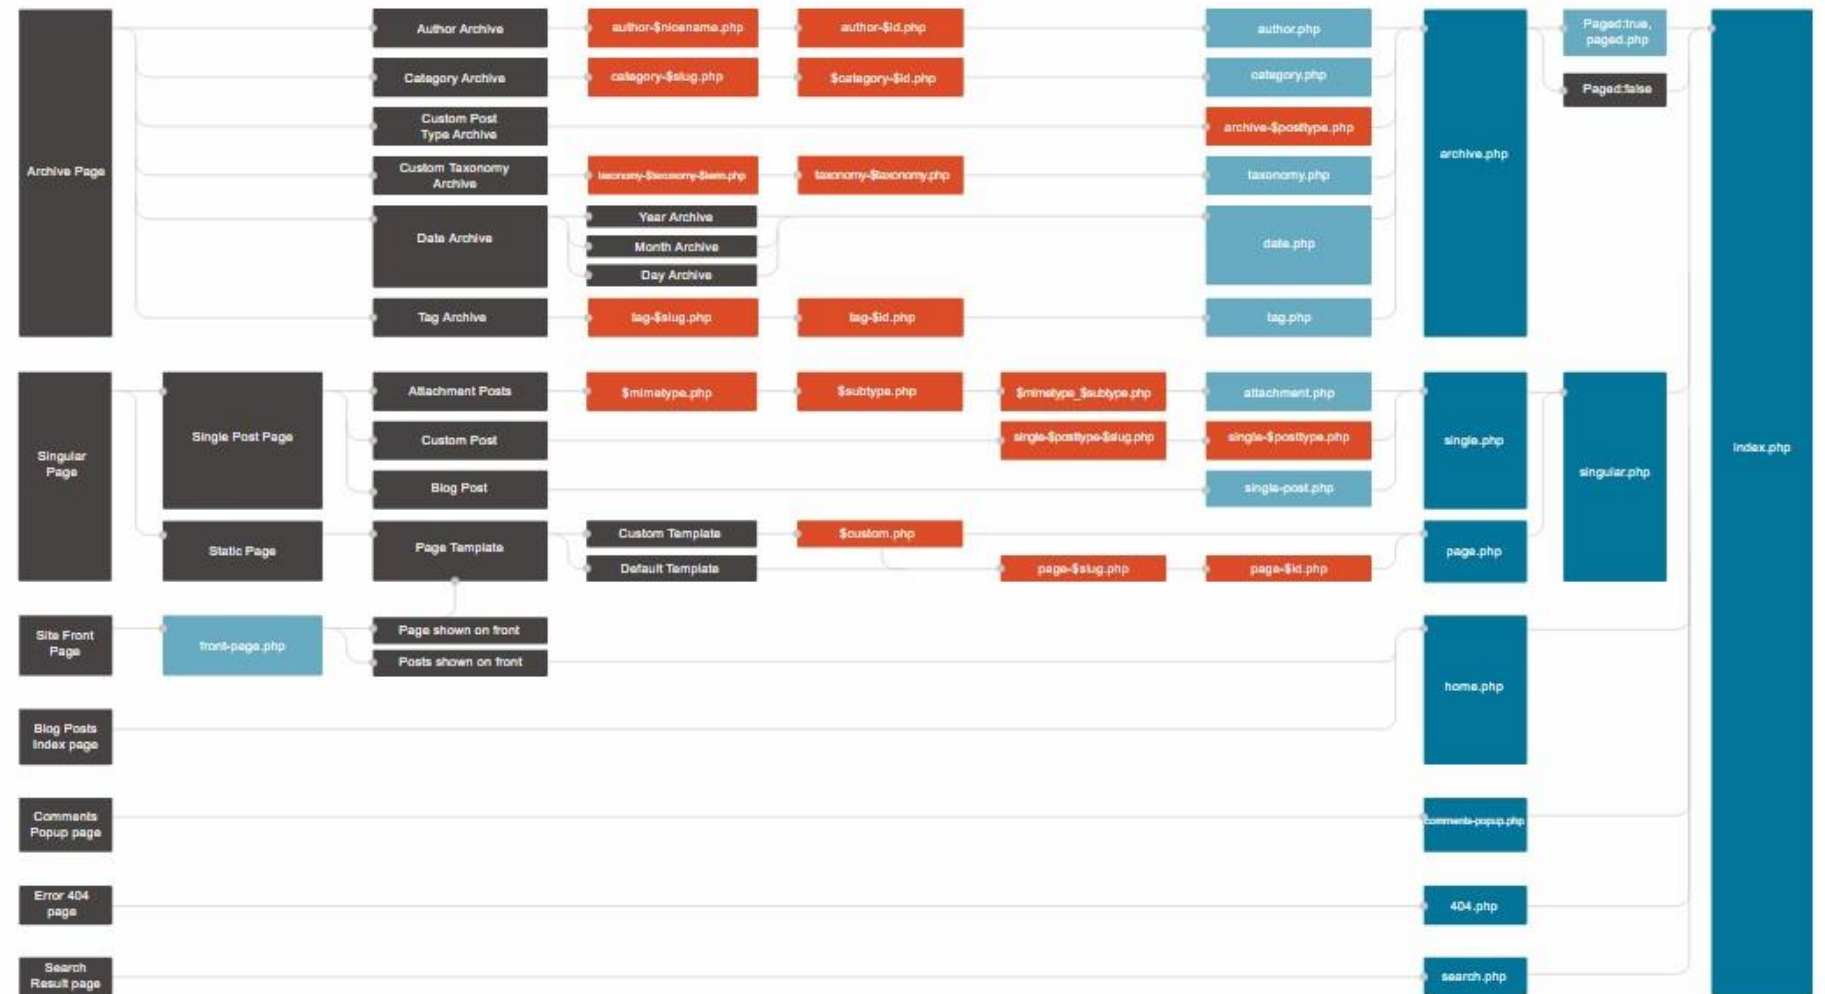 Author Archive
author-$nicename.php
author-$id.php
author.php
Paged:true,
paged.php
Category Archive
category-$slug.php
$category-$id.php
category.php
Paged:false
Custom Post
Type Archive
archive-$posttype.php
Archive Page
Custom Taxonomy
Archive
taxonomy-$taxonomy-$term.php
taxonomy-$taxonomy.php
taxonomy.php
archive.php
Date Archive
Year Archive
Month Archive
Day Archive
date.php
Tag Archive
tag-$slug.php
tag-$id.php
tag.php
Singular
Page
Single Post Page
Attachment Posts
$mimetype.php
$subtype.php
$mimetype_$subtype.php
attachment.php
Custom Post
single-$posttype-$slug.php
single-$posttype.php
single.php
singular.php
index.php
Blog Post
single-post.php
Static Page
Page Template
Custom Template
$custom.php
page.php
Default Template
page-$slug.php
page-$id.php
Site Front
Page
front-page.php
Page shown on front
Posts shown on front
home.php
Blog Posts
Index page
Comments
Popup page
comments-popup.php
Error 404
page
404.php
Search
Result page
search.php